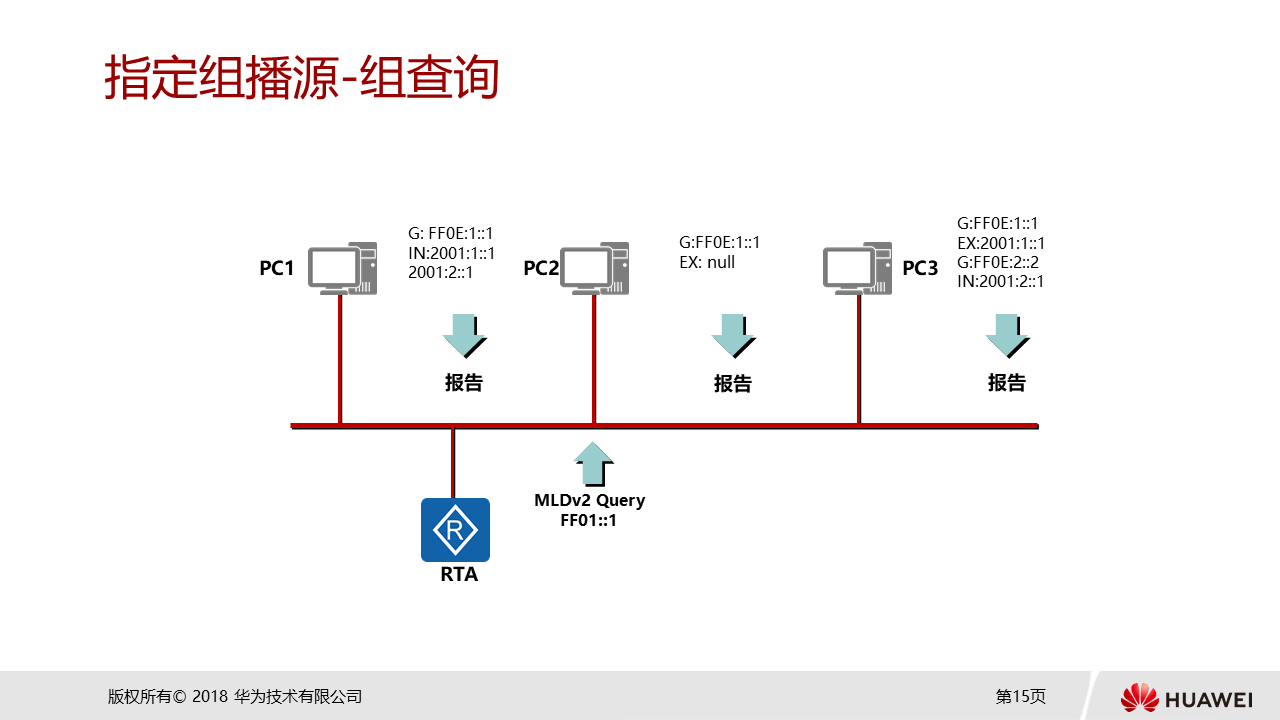 指定组播源-组查询
PC1
G: FF0E:1::1
IN:2001:1::1
2001:2::1
PC2
G:FF0E:1::1
EX: null
PC3
G:FF0E:1::1
EX:2001:1::1
G:FF0E:2::2
IN:2001:2::1
报告
报告
报告
MLDv2 Query
FF01::1
R
RTA
版权所有© 2018 华为技术有限公司
第15页
HUAWEI